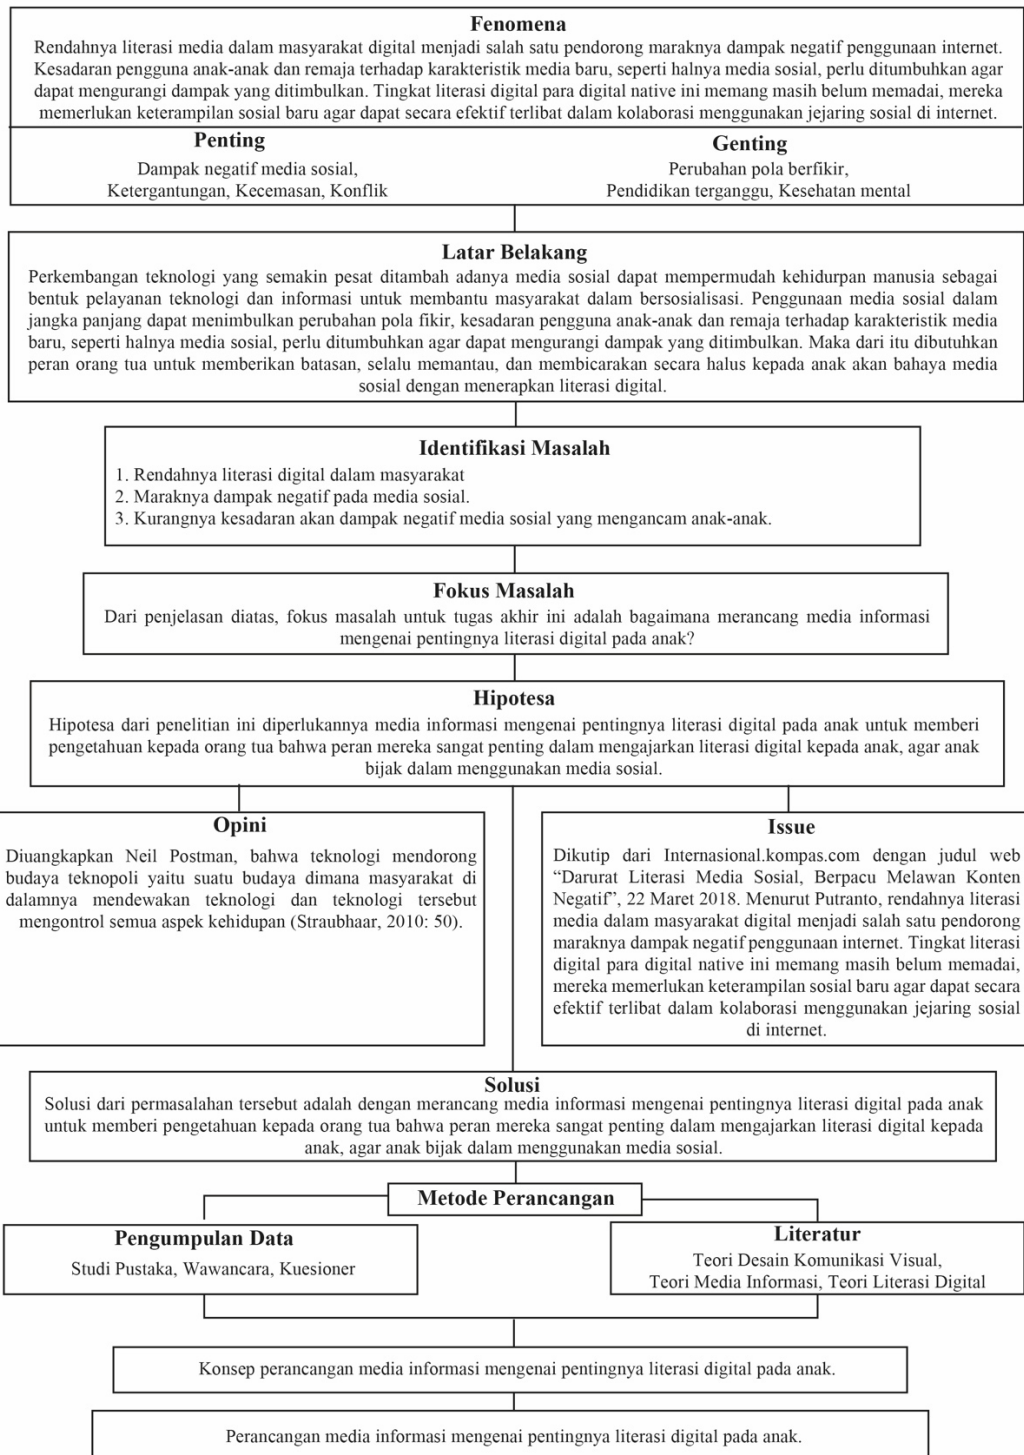 Fenomena
Rendahnya literasi media dalam masyarakat digital menjadi salah satu pendorong maraknya dampak negatif penggunaan internet.
Kesadaran pengguna anak-anak dan remaja terhadap karakteristik media baru, seperti halnya media sosial, perlu ditumbuhkan agar
dapat mengurangi dampak yang ditimbulkan. Tingkat literasi digital para digital native ini memang masih belum memadai, mereka
memerlukan keterampilan sosial baru agar dapat secara efektif terlibat dalam kolaborasi menggunakan jejaring sosial di internet.
Penting
Dampak negatif media sosial,
Ketergantungan, Kecemasan, Konflik
Genting
Perubahan pola berfikir,
Pendidikan terganggu, Kesehatan mental
Latar Belakang
Perkembangan teknologi yang semakin pesat ditambah adanya media sosial dapat mempermudah kehidurpan manusia sebagai
bentuk pelayanan teknologi dan informasi untuk membantu masyarakat dalam bersosialisasi. Penggunaan media sosial dalam
jangka panjang dapat menimbulkan perubahan pola fikir, kesadaran pengguna anak-anak dan remaja terhadap karakteristik media
baru, seperti halnya media sosial, perlu ditumbuhkan agar dapat mengurangi dampak yang ditimbulkan. Maka dari itu dibutuhkan
peran orang tua untuk memberikan batasan, selalu memantau, dan membicarakan secara halus kepada anak akan bahaya media
sosial dengan menerapkan literasi digital.
Identifikasi Masalah
1. Rendahnya literasi digital dalam masyarakat
2. Maraknya dampak negatif pada media sosial.
3. Kurangnya kesadaran akan dampak negatif media sosial yang mengancam anak-anak.
Fokus Masalah
Dari penjelasan diatas, fokus masalah untuk tugas akhir ini adalah bagaimana merancang media informasi
mengenai pentingnya literasi digital pada anak?
Hipotesa
Hipotesa dari penelitian ini diperlukannya media informasi mengenai pentingnya literasi digital pada anak untuk memberi
pengetahuan kepada orang tua bahwa peran mereka sangat penting dalam mengajarkan literasi digital kepada anak, agar anak
bijak dalam menggunakan media sosial.
Opini
Diuangkapkan Neil Postman, bahwa teknologi mendorong
budaya teknopoli yaitu suatu budaya dimana masyarakat di
dalamnya mendewakan teknologi dan teknologi tersebut
mengontrol semua aspek kehidupan (Straubhaar, 2010: 50).
Issue
Dikutip dari Internasional.kompas.com dengan judul web
“Darurat Literasi Media Sosial, Berpacu Melawan Konten
Negatif”, 22 Maret 2018. Menurut Putranto, rendahnya literasi
media dalam masyarakat digital menjadi salah satu pendorong
maraknya dampak negatif penggunaan internet. Tingkat literasi
digital para digital native ini memang masih belum memadai,
mereka memerlukan keterampilan sosial baru agar dapat secara
efektif terlibat dalam kolaborasi menggunakan jejaring sosial
di internet.
Solusi
Solusi dari permasalahan tersebut adalah dengan merancang media informasi mengenai pentingnya literasi digital pada anak
untuk memberi pengetahuan kepada orang tua bahwa peran mereka sangat penting dalam mengajarkan literasi digital kepada
anak, agar anak bijak dalam menggunakan media sosial.
Metode Perancangan
Pengumpulan Data
Studi Pustaka, Wawancara, Kuesioner
Literatur
Teori Desain Komunikasi Visual,
Teori Media Informasi, Teori Literasi Digital
Konsep perancangan media informasi mengenai pentingnya literasi digital pada anak.
Perancangan media informasi mengenai pentingnya literasi digital pada anak.